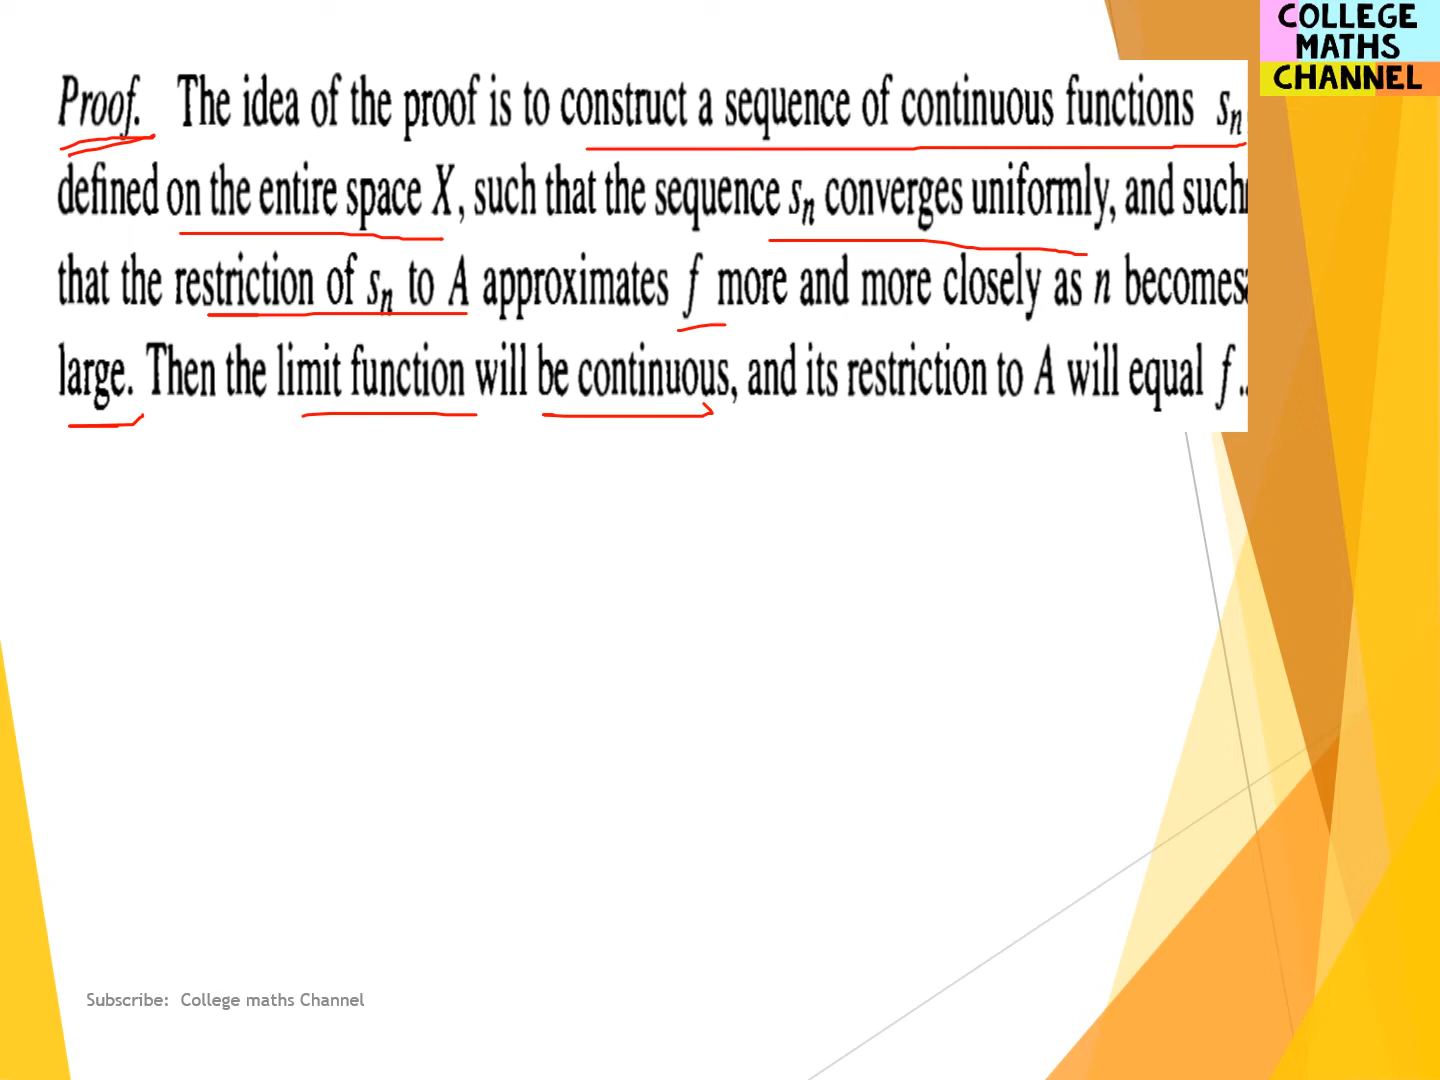 COLLEGE
MATHS
CHANNEL
Proof. The idea of the proof is to construct a sequence of continuous functions sₙ
defined on the entire space X, such that the sequence sₙ converges uniformly, and such
that the restriction of sₙ to A approximates f more and more closely as n becomes
large. Then the limit function will be continuous, and its restriction to A will equal f.
Subscribe: College maths Channel